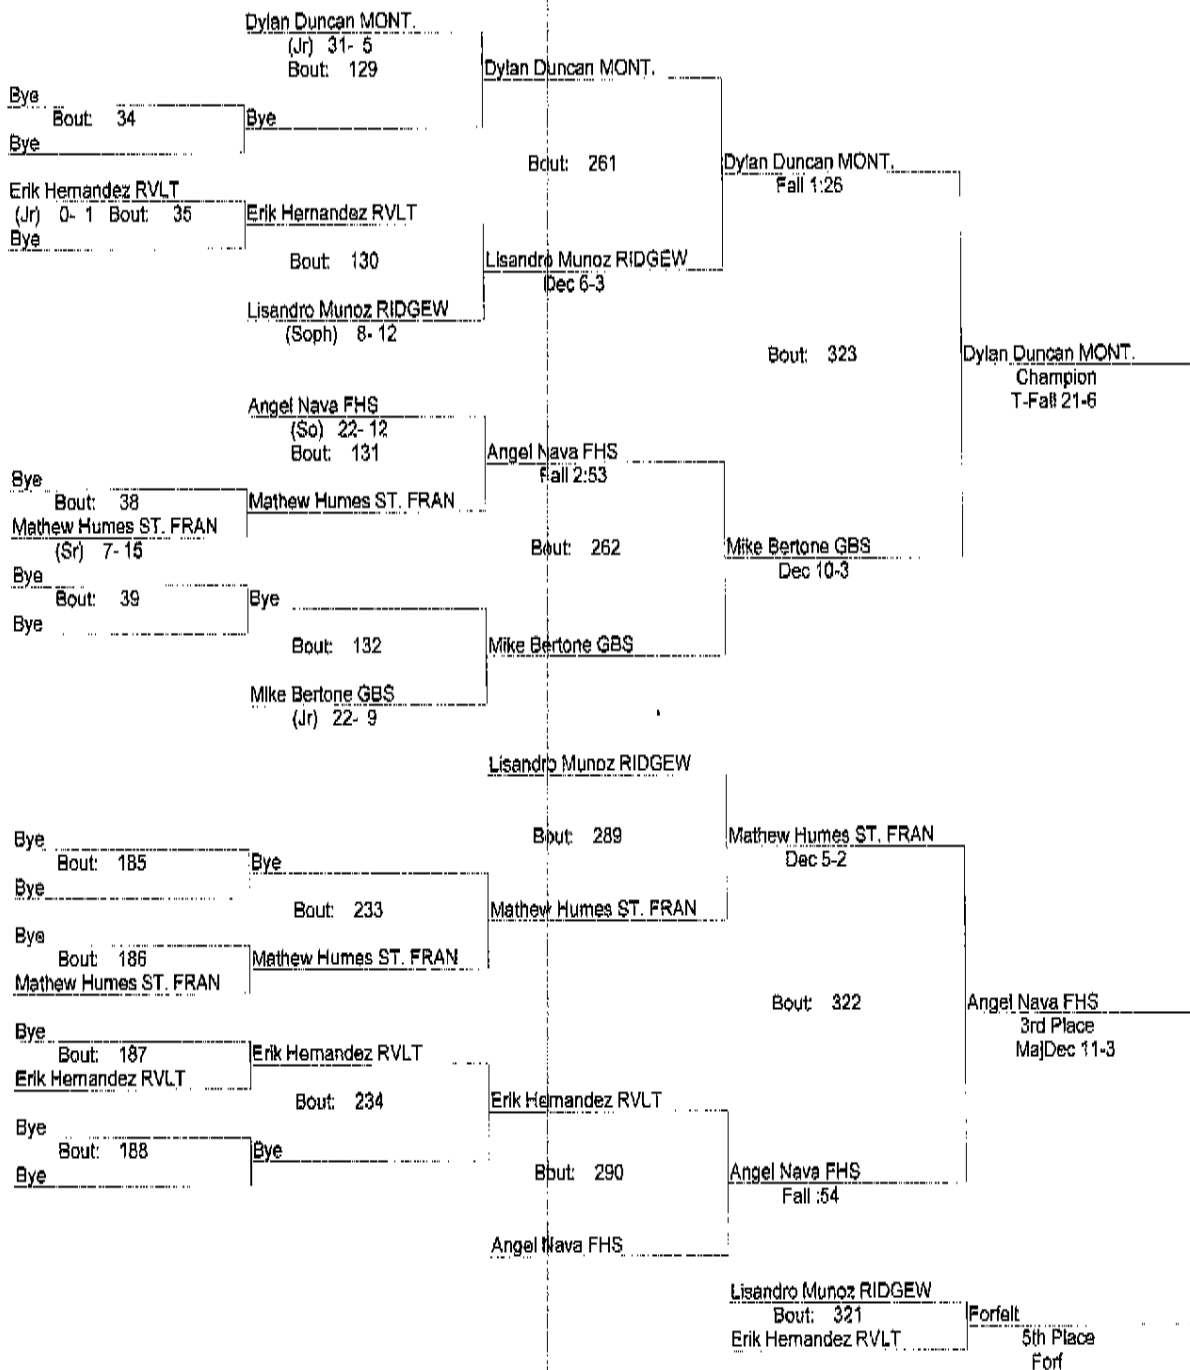 Dylan Duncan MONT.
(Jr) 31- 5
Bout: 129
Dylan Duncan MONT.
Bye
Bout: 34
Bye
Bye
Bout: 261
Dylan Duncan MONT.
Fall 1:26
Erik Hernandez RVLT
(Jr) 0- 1 Bout: 35
Erik Hernandez RVLT
Bye
Bout: 130
Lisandro Munoz RIDGEW
Dec 6-3
Lisandro Munoz RIDGEW
(Soph) 8- 12
Bout: 323
Dylan Duncan MONT.
Champion
T-Fall 21-6
Angel Nava FHS
(So) 22- 12
Bout: 131
Angel Nava FHS
Fall 2:53
Bye
Bout: 38
Mathew Humes ST. FRAN
Mathew Humes ST. FRAN
(Sr) 7- 15
Bout: 262
Mike Bertone GBS
Dec 10-3
Bye
Bout: 39
Bye
Bye
Bout: 132
Mike Bertone GBS
Mike Bertone GBS
(Jr) 22- 9
Lisandro Munoz RIDGEW
Bout: 289
Mathew Humes ST. FRAN
Dec 5-2
Bye
Bout: 185
Bye
Bye
Bout: 233
Mathew Humes ST. FRAN
Bye
Bout: 186
Mathew Humes ST. FRAN
Mathew Humes ST. FRAN
Bout: 322
Angel Nava FHS
3rd Place
MajDec 11-3
Bye
Bout: 187
Erik Hernandez RVLT
Erik Hernandez RVLT
Bout: 234
Erik Hernandez RVLT
Bye
Bout: 188
Bye
Bye
Bout: 290
Angel Nava FHS
Fall :54
Angel Nava FHS
Lisandro Munoz RIDGEW
Bout: 321
Forfeit
Erik Hernandez RVLT
5th Place
Forf